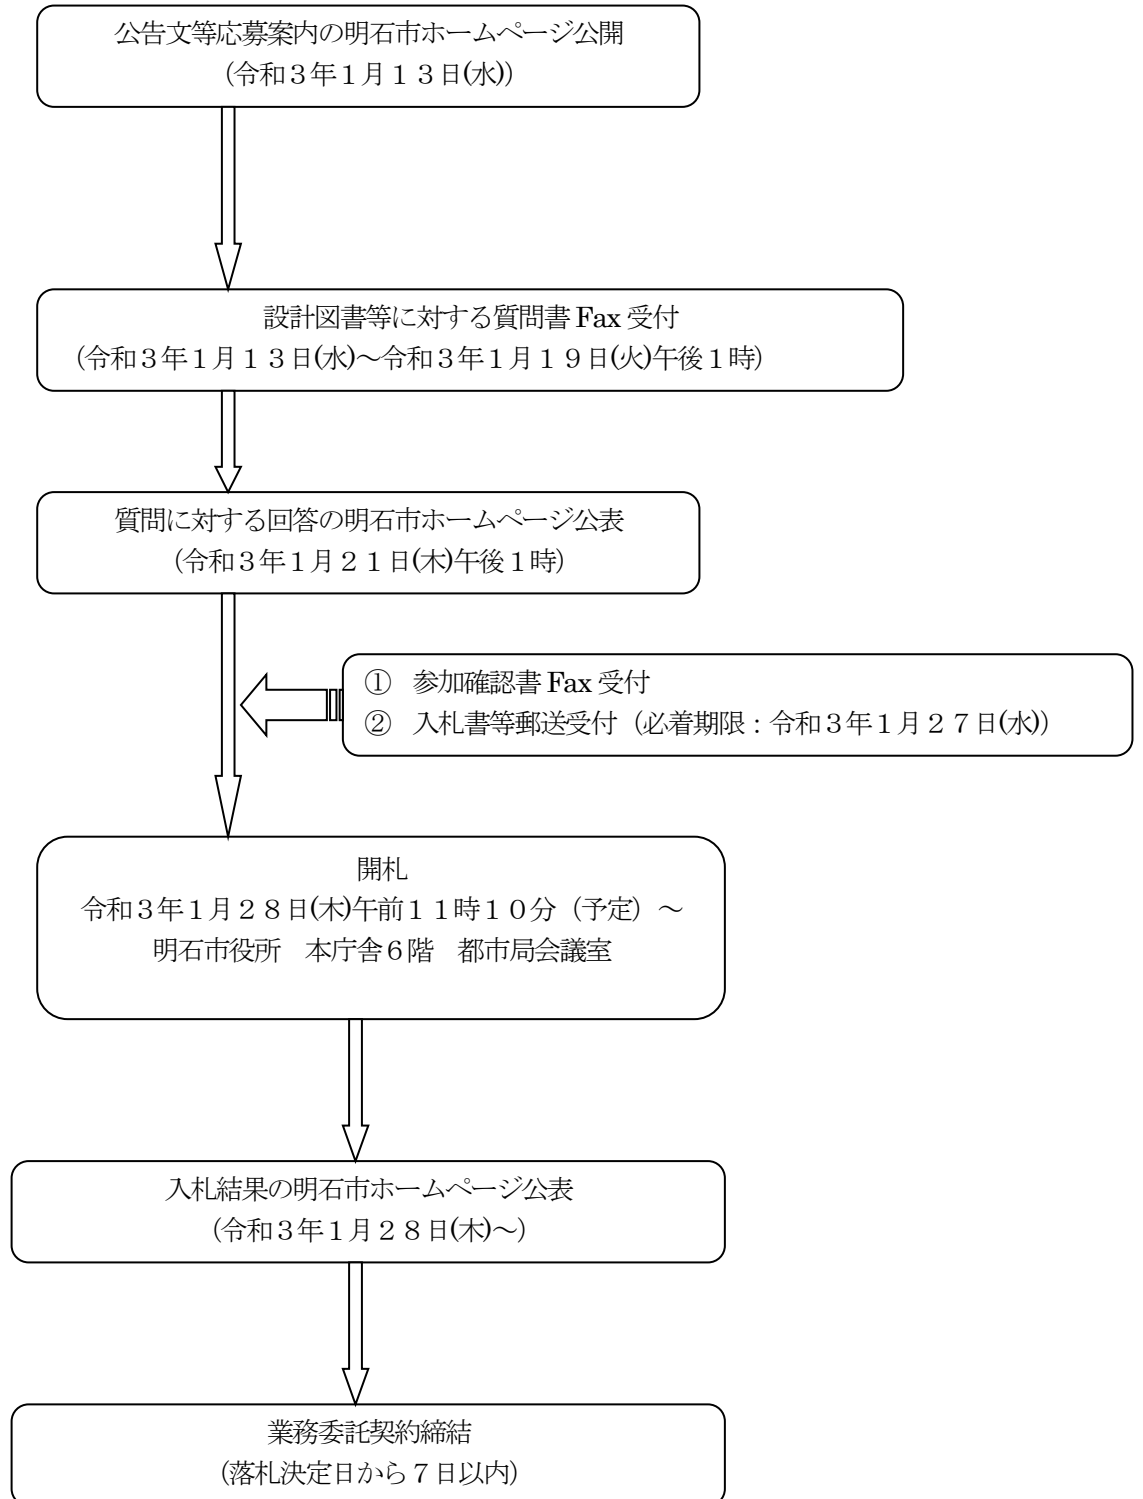 公告文等応募案内の明石市ホームページ公開
（令和３年１月１３日(水)）
設計図書等に対する質問書 Fax 受付
（令和３年１月１３日(水)～令和３年１月１９日(火)午後１時）
質問に対する回答の明石市ホームページ公表
（令和３年１月２１日(木)午後１時）
①　参加確認書 Fax 受付
②　入札書等郵送受付（必着期限：令和３年１月２７日(水)）
開札
令和３年１月２８日(木)午前１１時１０分（予定）～
明石市役所　本庁舎６階　都市局会議室
入札結果の明石市ホームページ公表
（令和３年１月２８日(木)～）
業務委託契約締結
（落札決定日から７日以内）